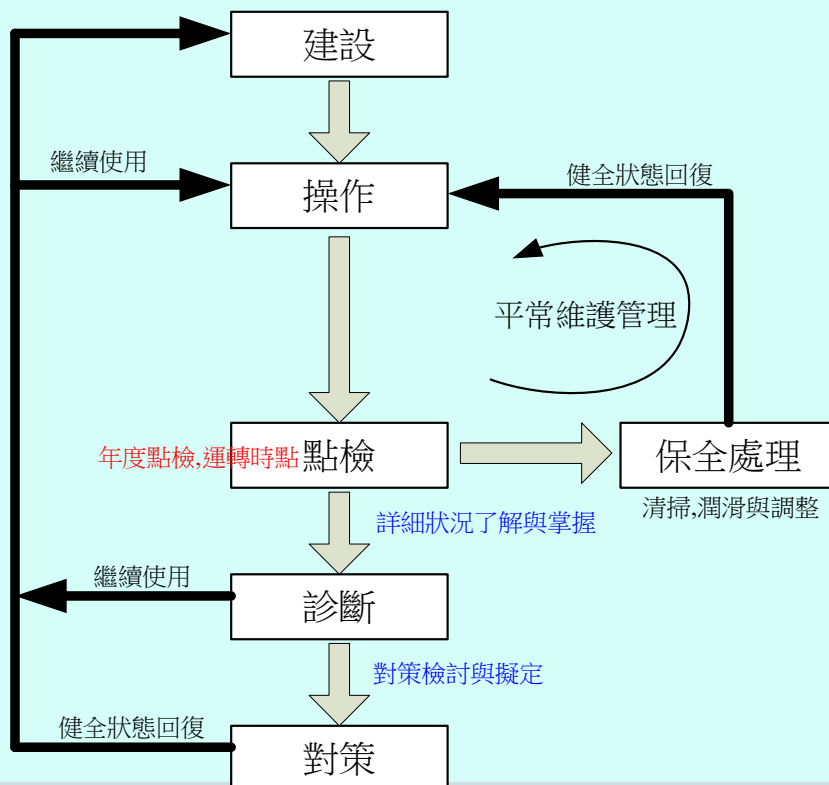 建設
繼續使用
健全狀態回復
操作
平常維護管理
年度點檢,運轉時點
點檢
保全處理
清掃,潤滑與調整
詳細狀況了解與掌握
繼續使用
診斷
對策檢討與擬定
健全狀態回復
對策